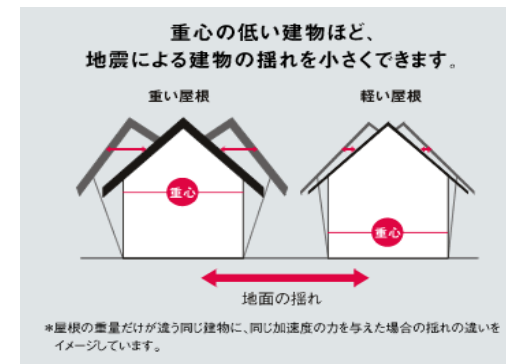 重心の低い建物ほど、
地震による建物の揺れを小さくできます。
重い屋根
軽い屋根
重心
重心
地面の揺れ
*屋根の重量だけが違う同じ建物に、同じ加速度の力を与えた場合の揺れの違いを
イメージしています。